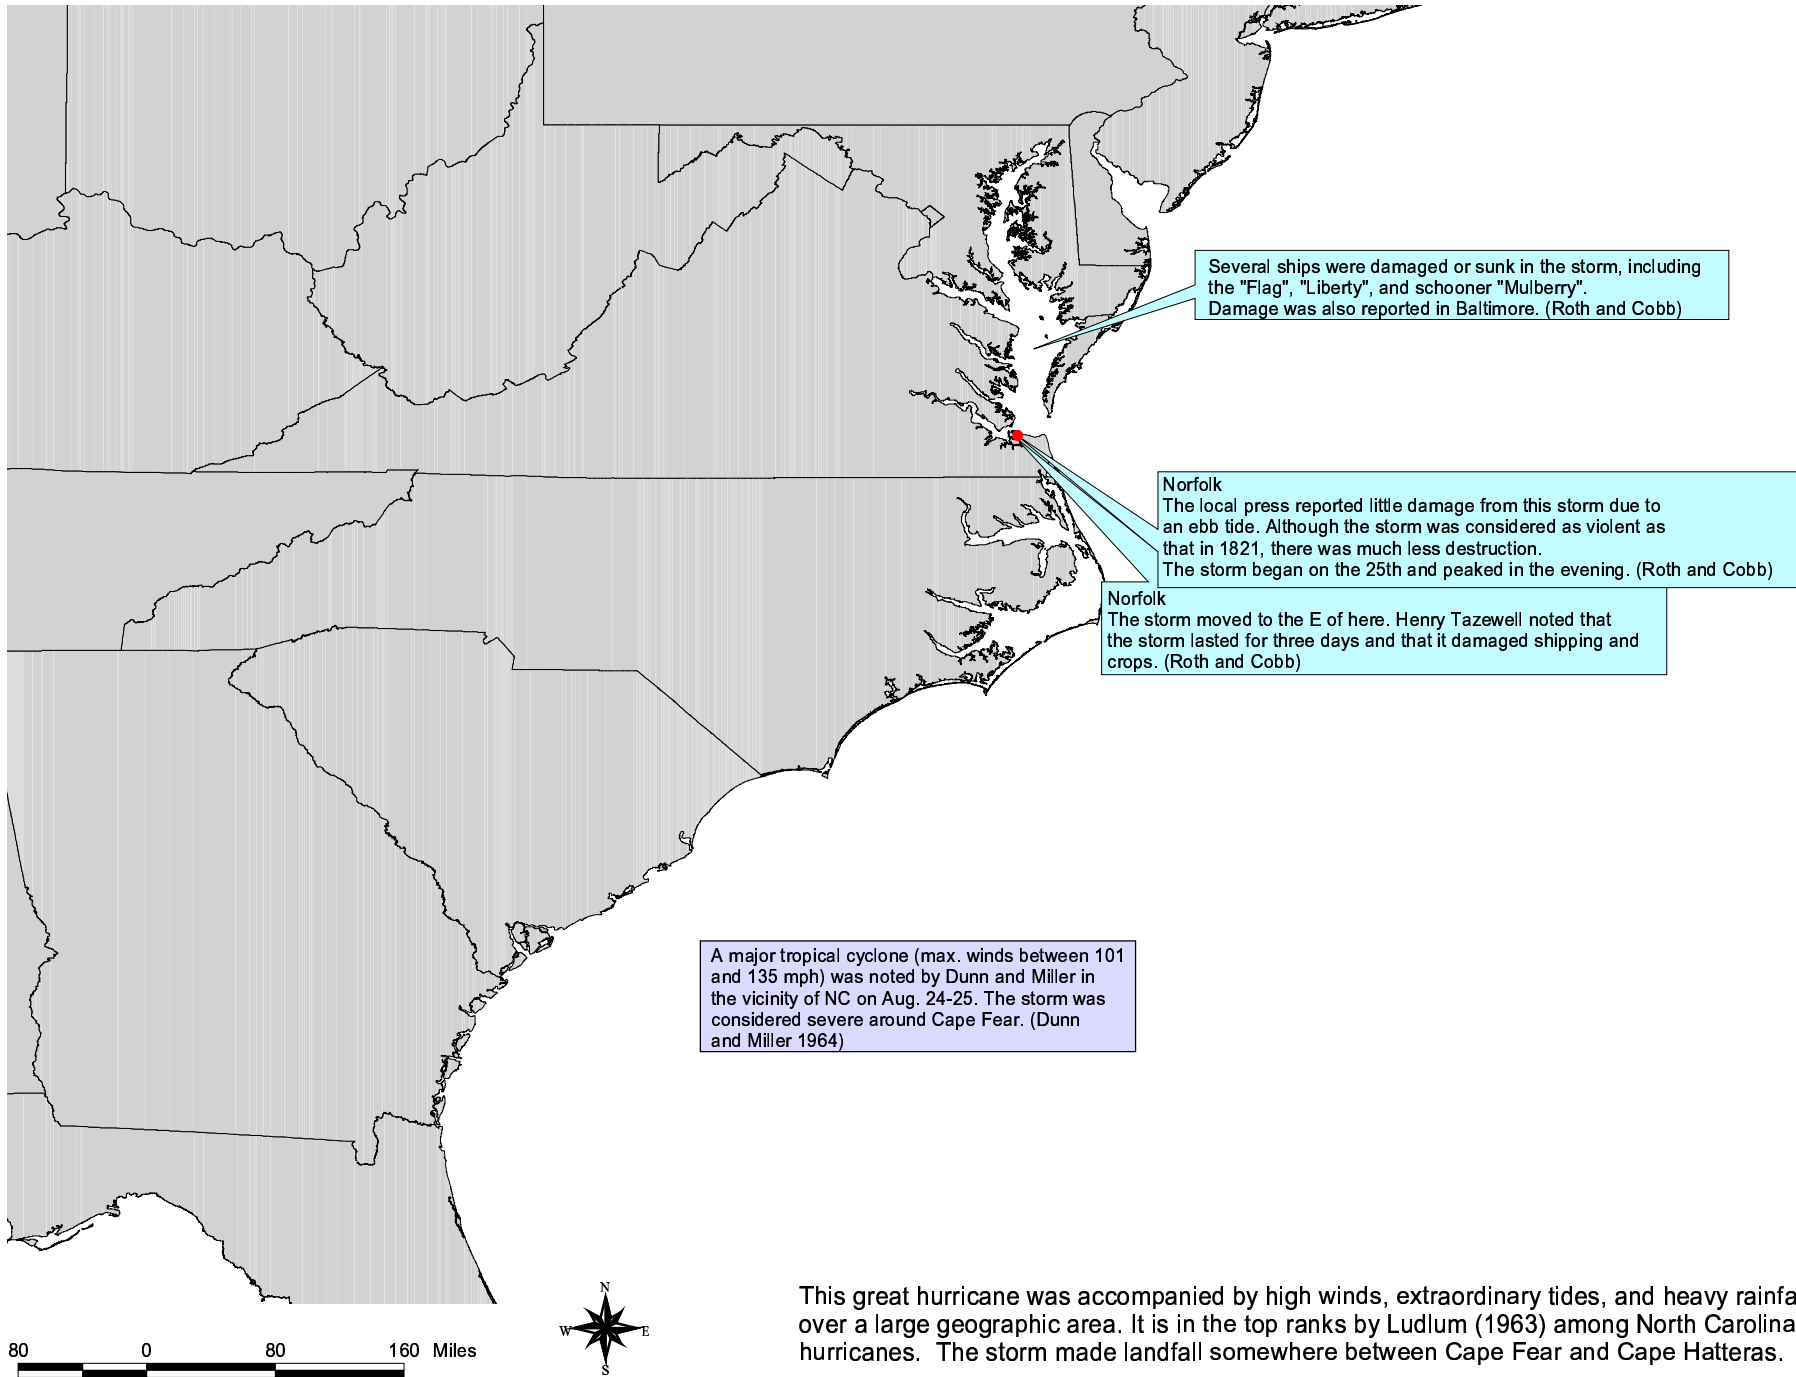 Several ships were damaged or sunk in the storm, including
the "Flag", "Liberty", and schooner "Mulberry".
Damage was also reported in Baltimore. (Roth and Cobb)
Norfolk
The local press reported little damage from this storm due to
an ebb tide. Although the storm was considered as violent as
that in 1821, there was much less destruction.
The storm began on the 25th and peaked in the evening. (Roth and Cobb)
Norfolk
The storm moved to the E of here. Henry Tazewell noted that
the storm lasted for three days and that it damaged shipping and
crops. (Roth and Cobb)
A major tropical cyclone (max. winds between 101
and 135 mph) was noted by Dunn and Miller in
the vicinity of NC on Aug. 24-25. The storm was
considered severe around Cape Fear. (Dunn
and Miller 1964)
N
W E
S
80 0 80 160 Miles
This great hurricane was accompanied by high winds, extraordinary tides, and heavy rainfa
over a large geographic area. It is in the top ranks by Ludlum (1963) among North Carolina
hurricanes. The storm made landfall somewhere between Cape Fear and Cape Hatteras.